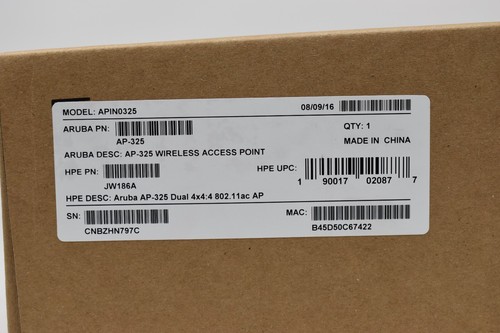 MODEL: APIN0325 08/09/16
ARUBA PN: QTY: 1
AP-325 MADE IN CHINA
ARUBA DESC: AP-325 WIRELESS ACCESS POINT
HPE PN: HPE UPC:
JW186A 1 90017 02087 7
HPE DESC: Aruba AP-325 Dual 4x4:4 802.11ac AP
SN: MAC:
CNBZHN797C B45D50C67422